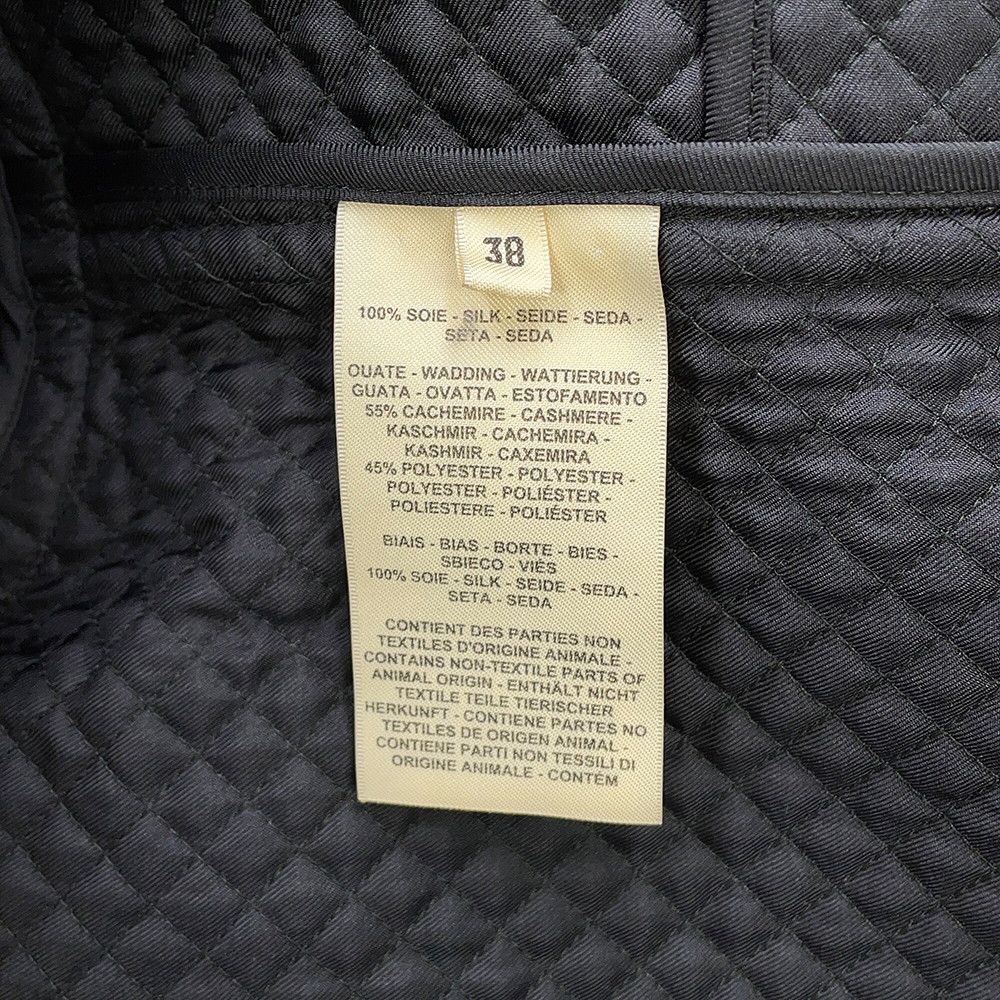 38
100% SOIE - SILK - SEIDE - SEDA -
SETA - SEDA
OUATE - WADDING - WATTIERUNG -
GUATA - OVATTA - ESTOFAMENTO
55% CACHEMIRE - CASHMERE -
KASCHMIR - CACHEMIRA -
KASHMIR - CAXEMIRA
45% POLYESTER - POLYESTER -
POLYESTER - POLIÉSTER -
POLIESTERE - POLIÉSTER
BIAIS - BIAS - BORTE - BIES -
SBIECO - VIÉS
100% SOIE - SILK - SEIDE - SEDA -
SETA - SEDA
CONTIENT DES PARTIES NON
TEXTILES D'ORIGINE ANIMALE -
CONTAINS NON-TEXTILE PARTS OF
ANIMAL ORIGIN - ENTHÄLT NICHT
TEXTILE TEILE TIERISCHER
HERKUNFT - CONTIENE PARTES NO
TEXTILES DE ORIGEN ANIMAL -
CONTIENE PARTI NON TESSILI DI
ORIGINE ANIMALE - CONTÉM